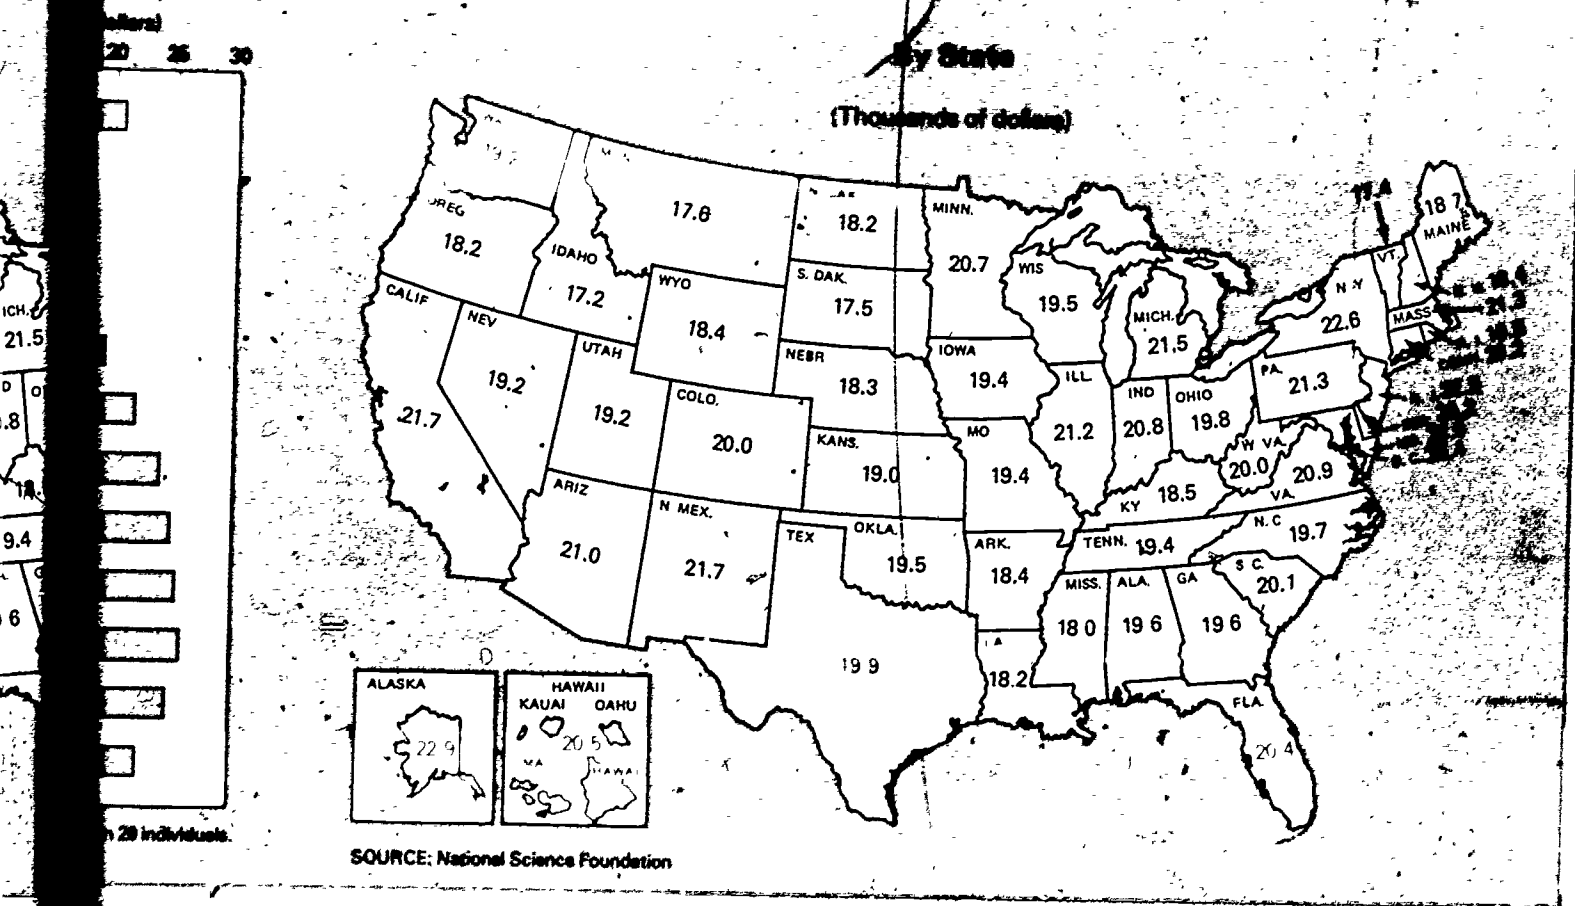 20 25 30
By State
(Thousands of dollars)
17.4
18 7
MAINE
18.2
MINN.
20.7
OREG
18.2
17.6
IDAHO
17.2
WYO
18.4
S. DAK.
17.5
WIS
19.5
MICH.
21.5
N Y
22.6
VT.
MASS
21.3
CALIF
21.7
NEV
19.2
UTAH
19.2
NEBR
18.3
IOWA
19.4
ILL.
21.2
IND
20.8
OHIO
19.8
PA.
21.3
COLO.
20.0
KANS.
19.0
MO
19.4
KY
18.5
W VA.
20.0
20.9
VA.
ARIZ
21.0
N MEX.
21.7
TEX
19 9
OKLA.
19.5
ARK.
18.4
TENN.
19.4
N.C
19.7
S C.
20.1
MISS.
18 0
ALA.
19 6
GA
19 6
18.2
FLA.
20 4
ALASKA
22 9
HAWAII
KAUAI OAHU
20 5
ICH.
21.5
9.4
n 20 individuals.
SOURCE: National Science Foundation